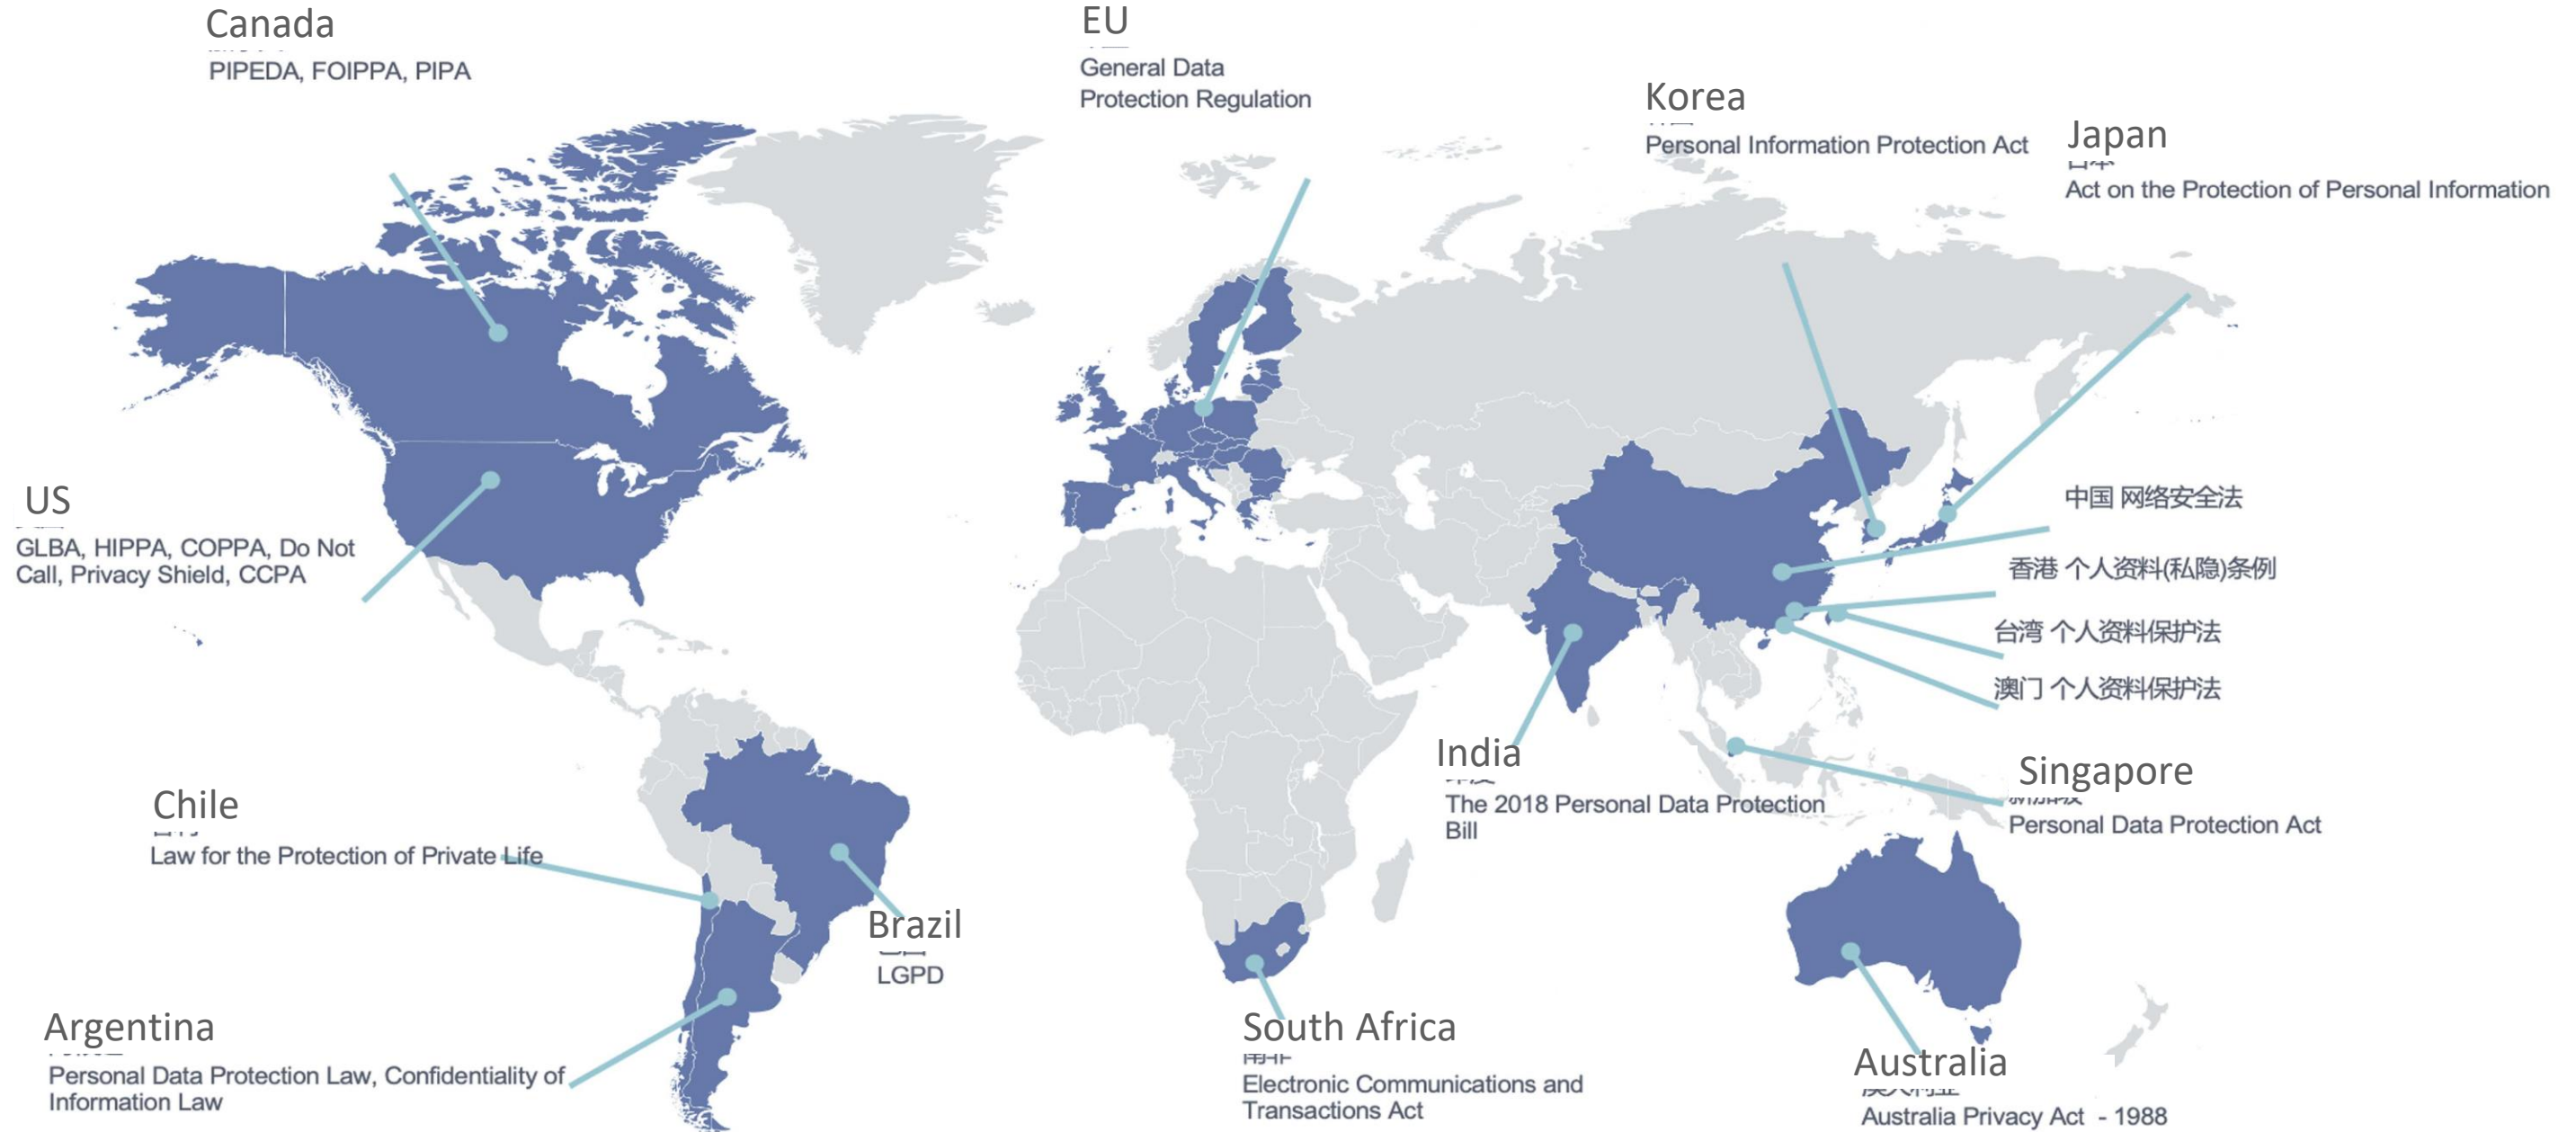 Canada
PIPEDA, FOIPPA, PIPA
EU
General Data
Protection Regulation
Korea
Personal Information Protection Act
Japan
Act on the Protection of Personal Information
US
GLBA, HIPPA, COPPA, Do Not
Call, Privacy Shield, CCPA
中国 网络安全法
香港 个人资料(私隐)条例
台湾 个人资料保护法
澳门 个人资料保护法
India
The 2018 Personal Data Protection
Bill
Singapore
Personal Data Protection Act
Chile
Law for the Protection of Private Life
Brazil
LGPD
Argentina
Personal Data Protection Law, Confidentiality of
Information Law
South Africa
Electronic Communications and
Transactions Act
Australia
Australia Privacy Act - 1988